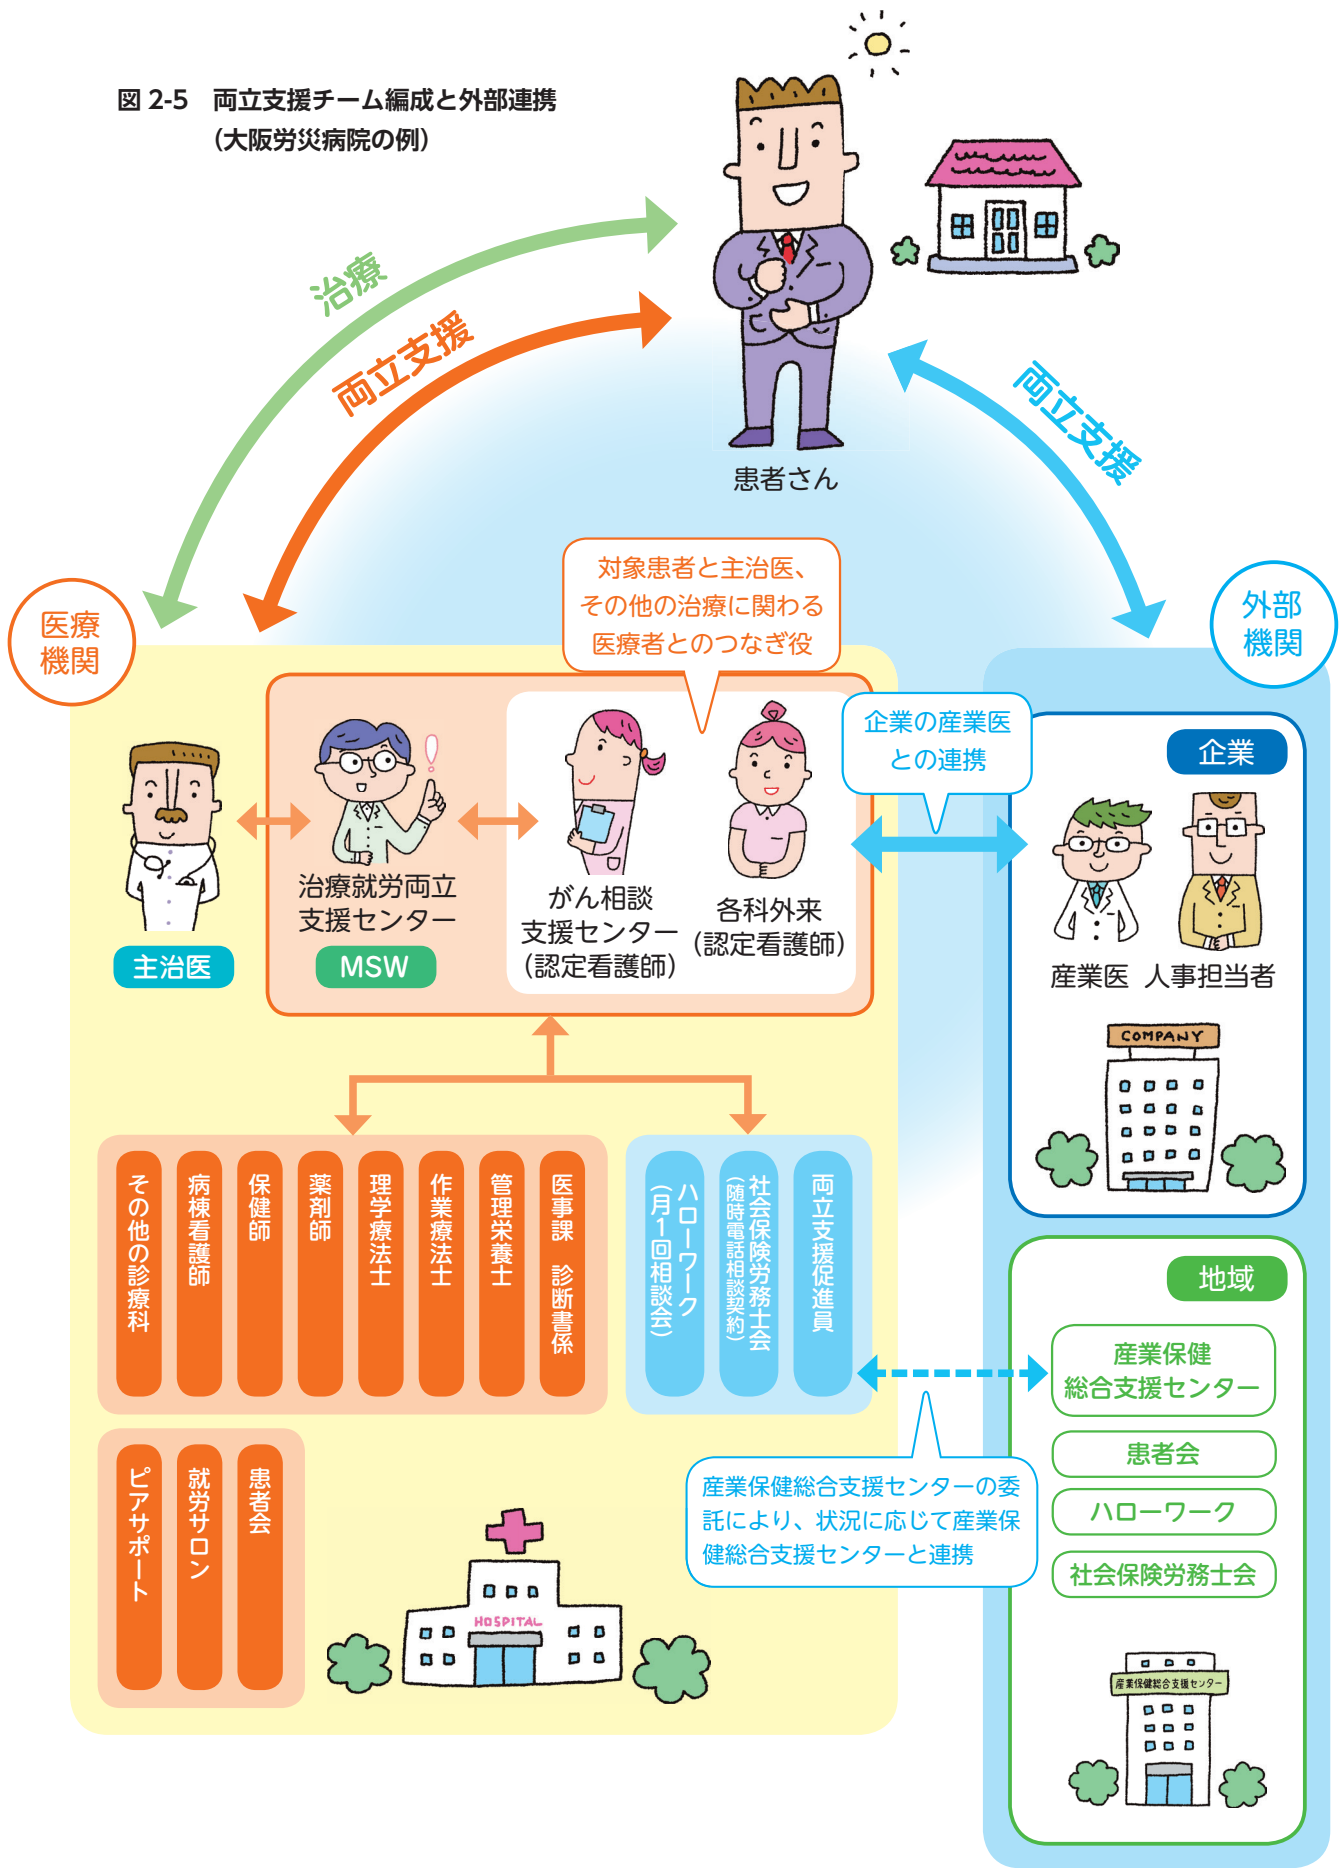 図 2-5　両立支援チーム編成と外部連携
（大阪労災病院の例）
治療
両立支援
両立支援
患者さん
医療
機関
外部
機関
対象患者と主治医、
その他の治療に関わる
医療者とのつなぎ役
企業の産業医
との連携
主治医
治療就労両立
支援センター
MSW
がん相談
支援センター
（認定看護師）
各科外来
（認定看護師）
企業
産業医
人事担当者
COMPANY
その他の診療科
病棟看護師
保健師
薬剤師
理学療法士
作業療法士
管理栄養士
医事課　診断書係
ハローワーク
（月1回相談会）
社会保険労務士会
（随時電話相談契約）
両立支援促進員
ピアサポート
就労サロン
患者会
HOSPITAL
産業保健総合支援センターの委
託により、状況に応じて産業保
健総合支援センターと連携
地域
産業保健
総合支援センター
患者会
ハローワーク
社会保険労務士会
産業保健総合支援センター